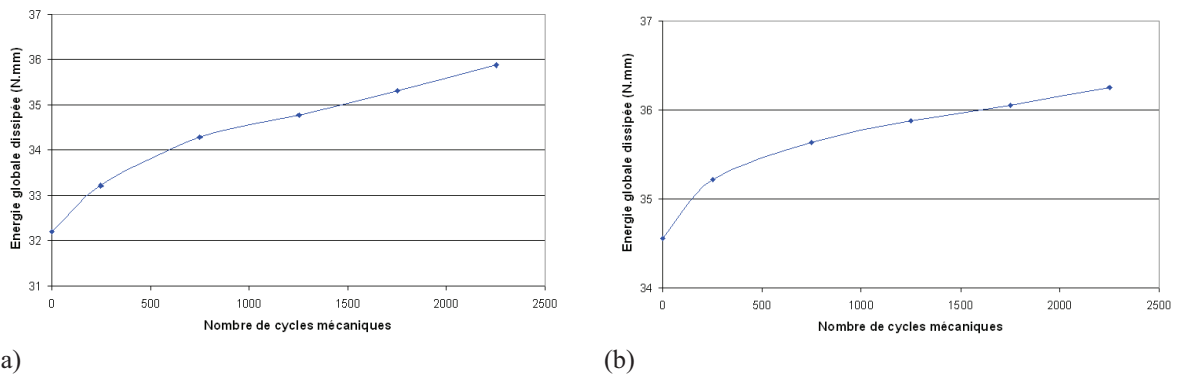 37
36
35
34
33
32
31
Energie globale dissipée (N.mm)
0 500 1000 1500 2000 2500
Nombre de cycles mécaniques
a)
37
36
35
34
Energie globale dissipée (N.mm)
0 500 1000 1500 2000 2500
Nombre de cycles mécaniques
(b)